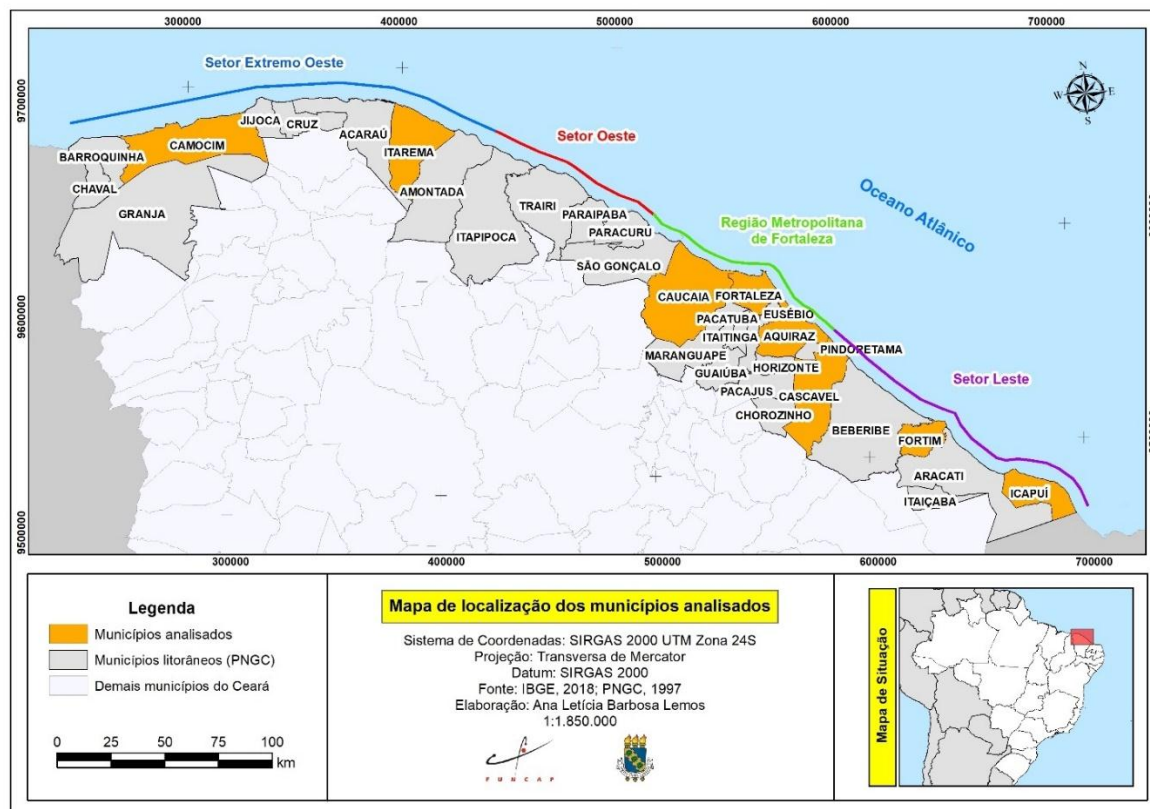 300000
400000
500000
600000
700000
9700000
9600000
9500000
Setor Extremo Oeste
Setor Oeste
Região Metropolitana
de Fortaleza
Oceano Atlântico
Setor Leste
N
W
E
S
JIJOCA
CRUZ
ACARAÚ
BARROQUINHA
CAMOCIM
ITAREMA
CHAVAL
GRANJA
AMONTADA
TRAIRI
ITAPIPOCA
PARAIPABA
PARACURU
SÃO GONÇALO
CAUCAIA
FORTALEZA
EUSÉBIO
PACATUBA
ITAITINGA
AQUIRAZ
PINDORETAMA
MARANGUAPE
HORIZONTE
GUAIÚBA
PACAJUS
CASCAVEL
CHOROZINHO
BEBERIBE
FORTIM
ARACATI
ICAPUÍ
ITAIÇABA
300000
400000
500000
600000
700000
Legenda
Municípios analisados
Municípios litorâneos (PNGC)
Demais municípios do Ceará
0
25
50
75
100
km
Mapa de localização dos municípios analisados
Sistema de Coordenadas: SIRGAS 2000 UTM Zona 24S
Projeção: Transversa de Mercator
Datum: SIRGAS 2000
Fonte: IBGE, 2018; PNGC, 1997
Elaboração: Ana Letícia Barbosa Lemos
1:1.850.000
FUNCAP
Mapa de Situação